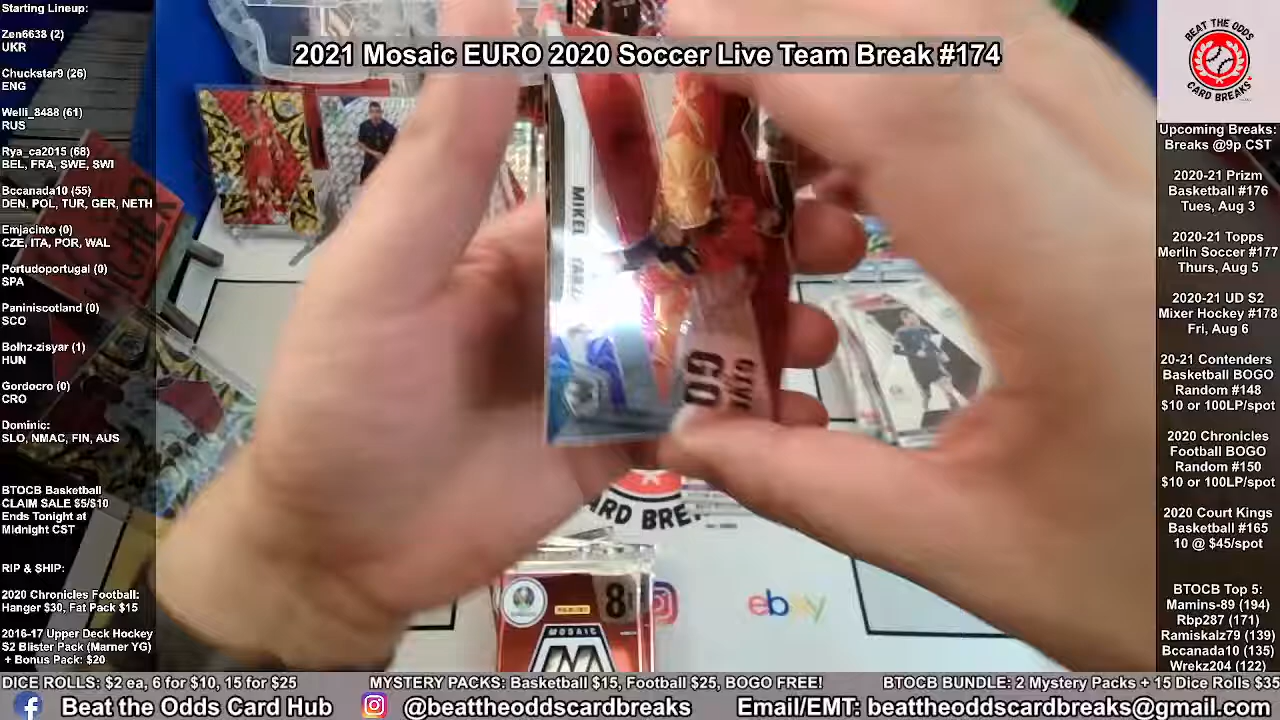 2021 Mosaic EURO 2020 Soccer Live Team Break #174
Starting Lineup:
Zen6638 (2)
UKR
Chuckster9 (26)
ENG
Welli_8488 (61)
RUS
Rya_ca2015 (68)
BEL, FRA, SWE, SWI
Bccanada10 (55)
DEN, POL, TUR, GER, NETH
Emjacinto (0)
CZE, ITA, POR, WAL
Portudoportugal (0)
SPA
Paniniscotland (0)
SCO
Bolhz-zisyar (1)
HUN
Gordocro (0)
CRO
Dominic:
SLO, NMAC, FIN, AUS
BTOCB Basketball
CLAIM SALE $5/$10
Ends Tonight at
Midnight CST
RIP & $HIP:
2020 Chronicles Football:
Hanger $30, Fat Pack $15
2016-17 Upper Deck Hockey
S2 Blister Pack (Marner YG)
+ Bonus Pack: $20
MIKEL
GO
CARD BRE
PANINI
8
MOSAIC
ebay
BEAT THE ODDS
CARD BREAKS
Upcoming Breaks:
Breaks @9p CST
2020-21 Prizm
Basketball #176
Tues, Aug 3
2020-21 Topps
Merlin Soccer #177
Thurs, Aug 5
2020-21 UD S2
Mixer Hockey #178
Fri, Aug 6
20-21 Contenders
Basketball BOGO
Random #148
$10 or 100LP/spot
2020 Chronicles
Football BOGO
Random #150
$10 or 100LP/spot
2020 Court Kings
Basketball #165
10 @ $45/spot
BTOCB Top 5:
Mamins-89 (194)
Rbp287 (171)
Ramiskalz79 (139)
Bccanada10 (135)
Wrekz204 (122)
DICE ROLLS: $2 ea, 6 for $10, 15 for $25
MYSTERY PACKS: Basketball $15, Football $25, BOGO FREE!
BTOCB BUNDLE: 2 Mystery Packs + 15 Dice Rolls $35
Beat the Odds Card Hub
@beattheoddscardbreaks
Email/EMT: beattheoddscardbreaks@gmail.com